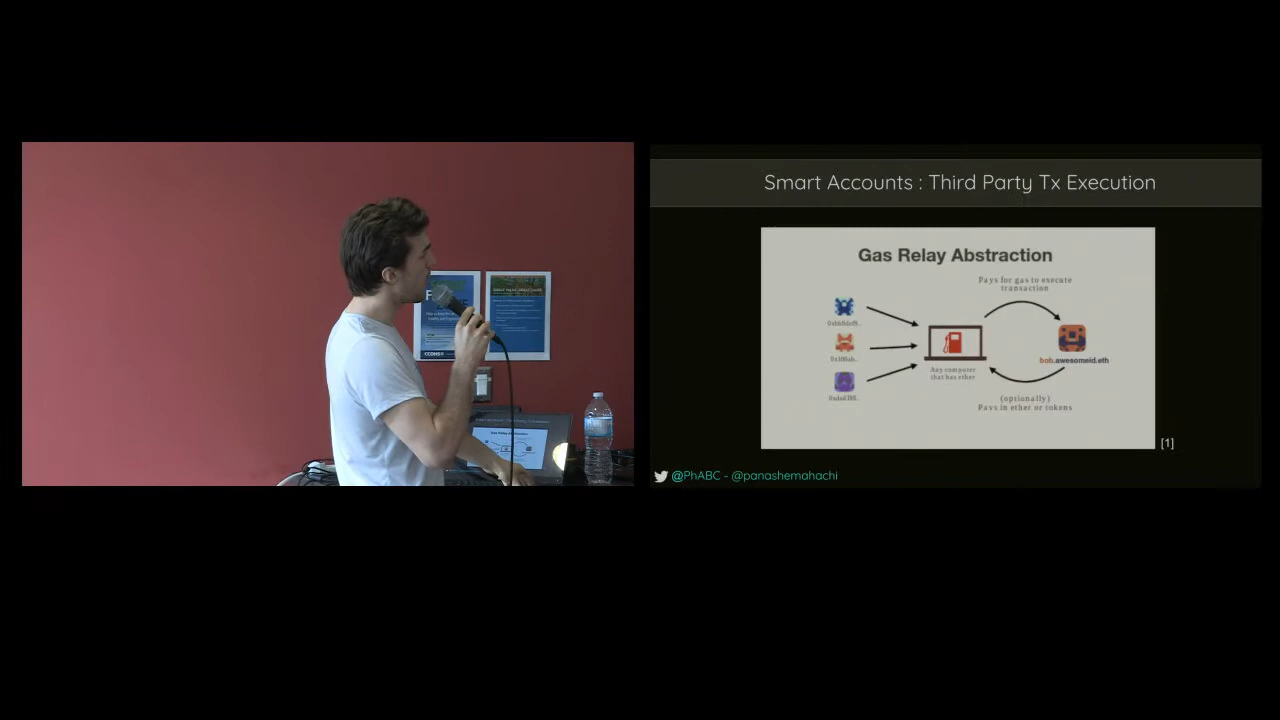 Smart Accounts : Third Party Tx Execution
Gas Relay Abstraction
Pays for gas to execute
transaction
Any computer
that has ether
bob.awesomeid.eth
(optionally)
Pays in ether or tokens
[1]
@PhABC - @panashemahachi